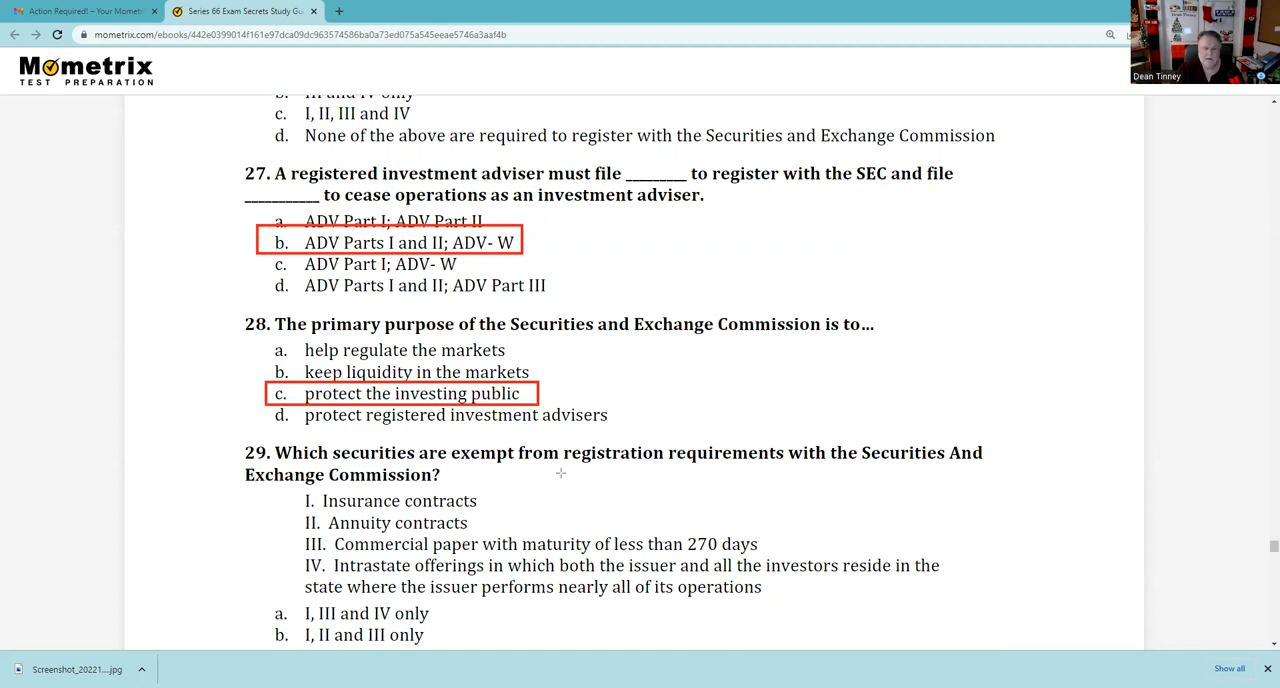 Action Required! – Your Momet
Series 66 Exam Secrets Study Gu
mometrix.com/ebooks/442e0399014f161e97dca09dc963574586ba0a73ed075a545eeae5746a3aaf4b
Mometrix
TEST PREPARATION
Dean Tinney
b. III and IV only
c. I, II, III and IV
d. None of the above are required to register with the Securities and Exchange Commission
27. A registered investment adviser must file ________ to register with the SEC and file
___________ to cease operations as an investment adviser.
a. ADV Part I; ADV Part II
b. ADV Parts I and II; ADV- W
c. ADV Part I; ADV- W
d. ADV Parts I and II; ADV Part III
28. The primary purpose of the Securities and Exchange Commission is to…
a. help regulate the markets
b. keep liquidity in the markets
c. protect the investing public
d. protect registered investment advisers
29. Which securities are exempt from registration requirements with the Securities And
Exchange Commission?
I. Insurance contracts
II. Annuity contracts
III. Commercial paper with maturity of less than 270 days
IV. Intrastate offerings in which both the issuer and all the investors reside in the
state where the issuer performs nearly all of its operations
a. I, III and IV only
b. I, II and III only
Screenshot_20221....jpg
Show all